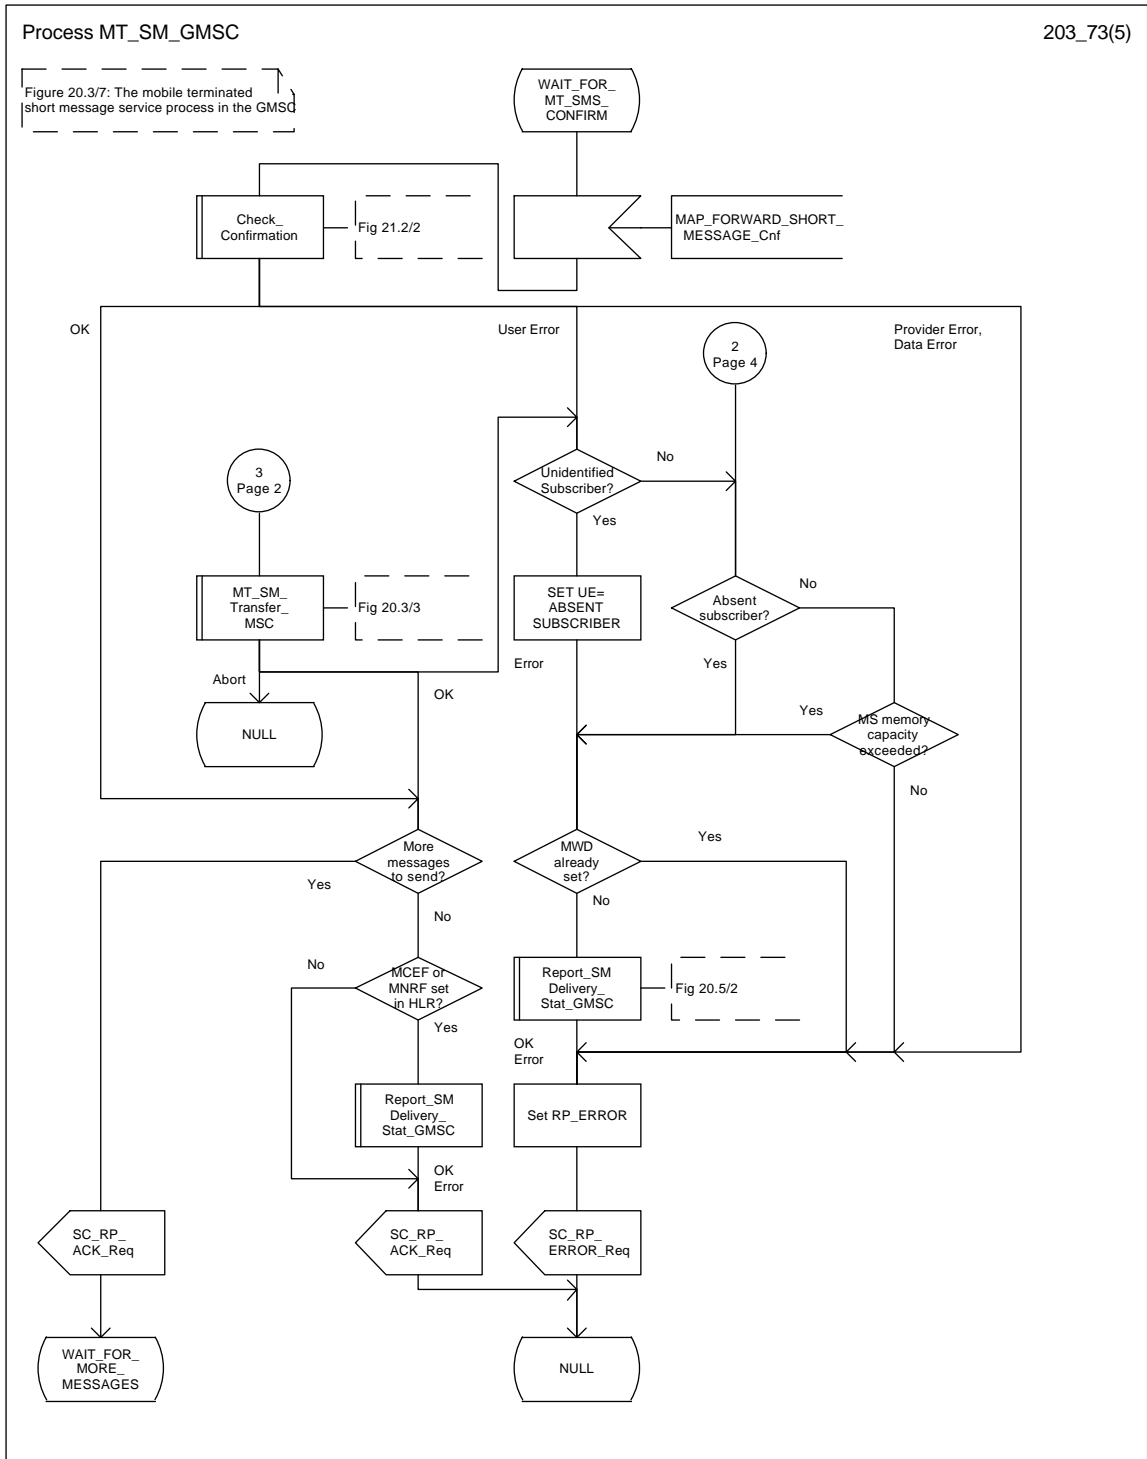 Process MT_SM_GMSC
203_73(5)
Figure 20.3/7: The mobile terminated
short message service process in the GMSC
WAIT_FOR_
MT_SMS_
CONFIRM
Check_
Confirmation
Fig 21.2/2
MAP_FORWARD_SHORT_
MESSAGE_Cnf
OK
User Error
Provider Error,
Data Error
2
Page 4
3
Page 2
Unidentified
Subscriber?
No
Yes
MT_SM_
Transfer_
MSC
Fig 20.3/3
SET UE=
ABSENT
SUBSCRIBER
Absent
subscriber?
No
Yes
Error
Abort
OK
NULL
Yes
MS memory
capacity
exceeded?
No
More
messages
to send?
Yes
No
MWD
already
set?
Yes
No
No
MCEF or
MNRF set
in HLR?
Yes
Report_SM
Delivery_
Stat_GMSC
Fig 20.5/2
OK
Error
Report_SM
Delivery_
Stat_GMSC
Set RP_ERROR
OK
Error
SC_RP_
ACK_Req
SC_RP_
ACK_Req
SC_RP_
ERROR_Req
WAIT_FOR_
MORE_
MESSAGES
NULL